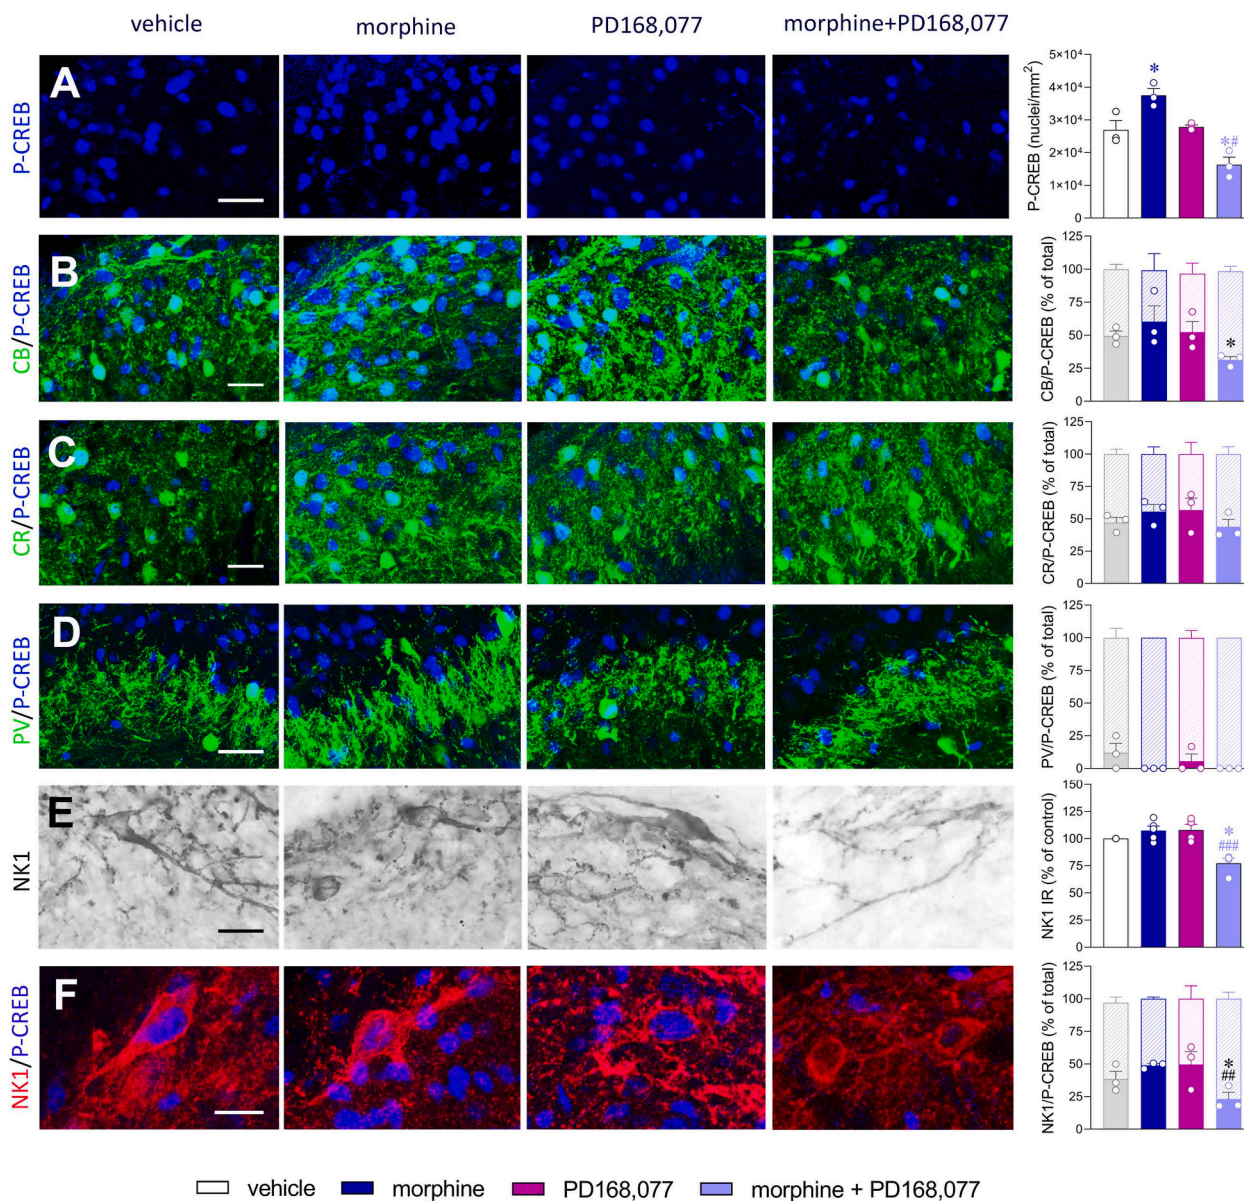 vehicle morphine PD168,077 morphine+PD168,077
A
P-CREB
P-CREB (nuclei/mm²)
5×10⁴
4×10⁴
3×10⁴
2×10⁴
1×10⁴
0
*
*#
B
CB/P-CREB
CB/P-CREB (% of total)
125
100
75
50
25
0
*
C
CR/P-CREB
CR/P-CREB (% of total)
125
100
75
50
25
0
D
PV/P-CREB
PV/P-CREB (% of total)
125
100
75
50
25
0
E
NK1
NK1 IR (% of control)
150
125
100
75
50
25
0
*
###
F
NK1/P-CREB
NK1/P-CREB (% of total)
125
100
75
50
25
0
*
##
vehicle morphine PD168,077 morphine + PD168,077